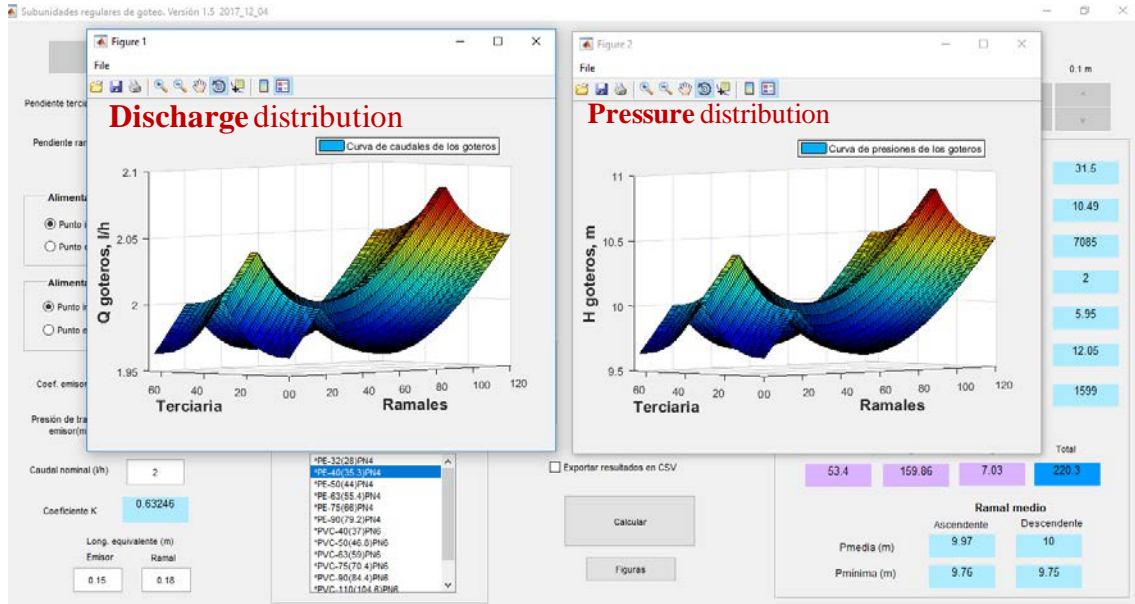 Subunidades regulares de goteo. Versión 1.5 2017_12_04
Figure 1
File
Discharge distribution
Curva de caudales de los goteros
Q goteros, l/h
2.1
2.05
2
1.95
60 40 20 00 20 40 60 80 100 120
Terciaria
Ramales
Figure 2
File
Pressure distribution
Curva de presiones de los goteros
H goteros, m
11
10.5
10
9.5
60 40 20 00 20 40 60 80 100 120
Terciaria
Ramales
0.1 m
Pendiente
Pendiente
Punto
Punto
Punto
Punto
Coef.
Presión de
Caudal nominal (l/h)
2
Coeficiente K
0.63246
Long. equivalente (m)
Emisor Ramal
0.15 0.18
*PE-32(28)PN4
*PE-40(35.3)PN4
*PE-50(44)PN4
*PE-63(55.4)PN4
*PE-75(66)PN4
*PE-90(79.2)PN4
*PVC-40(37)PN6
*PVC-50(46.8)PN6
*PVC-63(59)PN6
*PVC-75(70.4)PN6
*PVC-90(84.4)PN6
*PVC-110(104.6)PN6
Exportar resultados en CSV
Calcular
Figuras
31.5
10.49
7085
2
5.95
12.05
1599
Total
53.4 159.86 7.03 220.3
Ramal medio
Ascendente Descendente
Pmedia (m) 9.97 10
Pmínima (m) 9.76 9.75